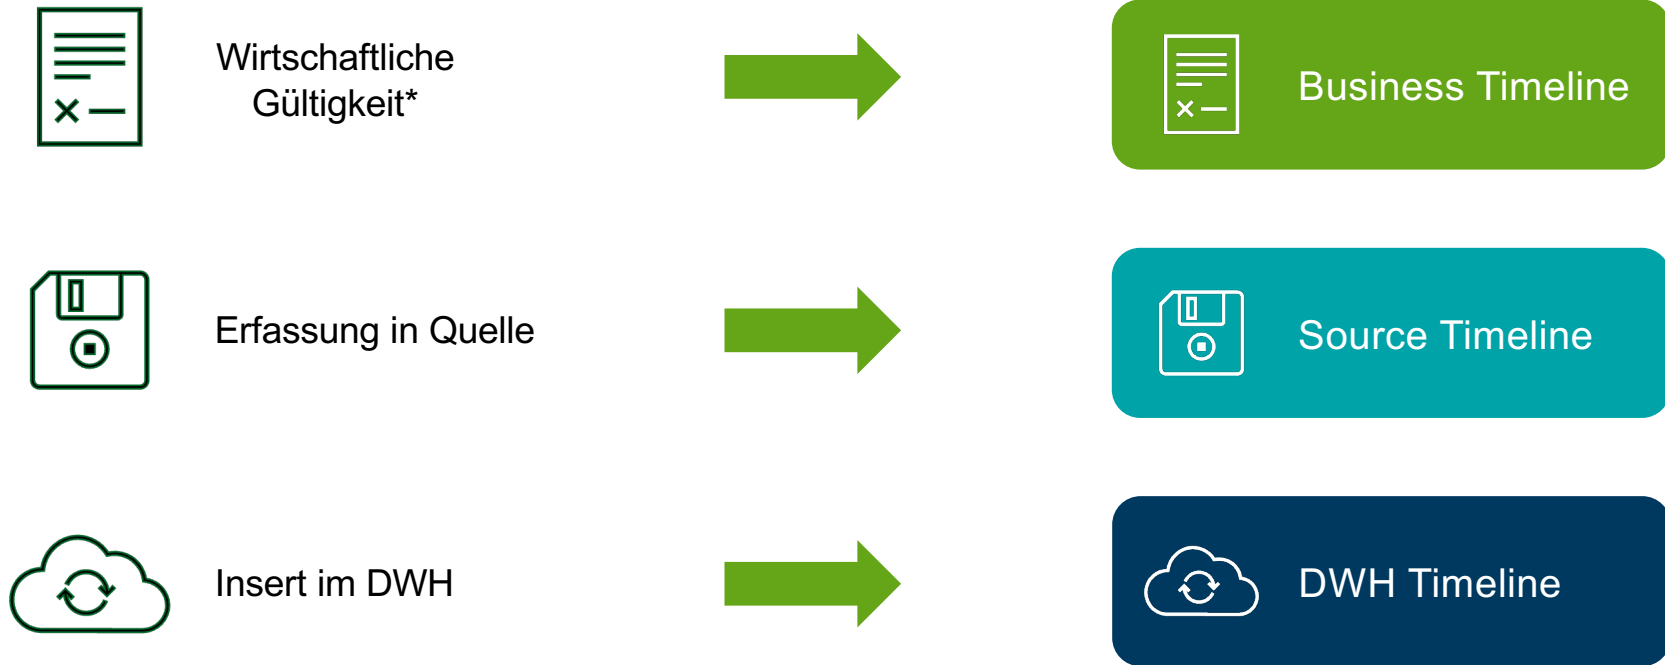 Wirtschaftliche
Gültigkeit*
Business Timeline
Erfassung in Quelle
Source Timeline
Insert im DWH
DWH Timeline